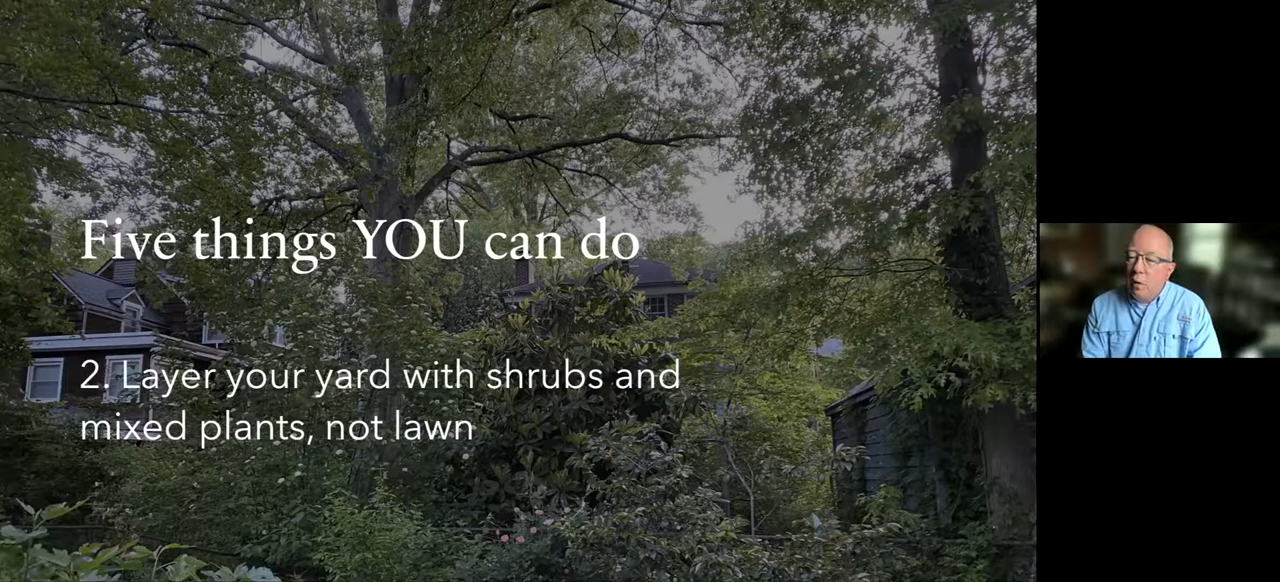 Five things YOU can do
2. Layer your yard with shrubs and
mixed plants, not lawn